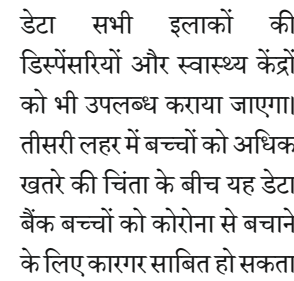 डेटा सभी इलाकों की
डिस्पेंसरियों और स्वास्थ्य केंद्रों
को भी उपलब्ध कराया जाएगा।
तीसरी लहर में बच्चों को अधिक
खतरे की चिंता के बीच यह डेटा
बैंक बच्चों को कोरोना से बचाने
के लिए कारगर साबित हो सकता